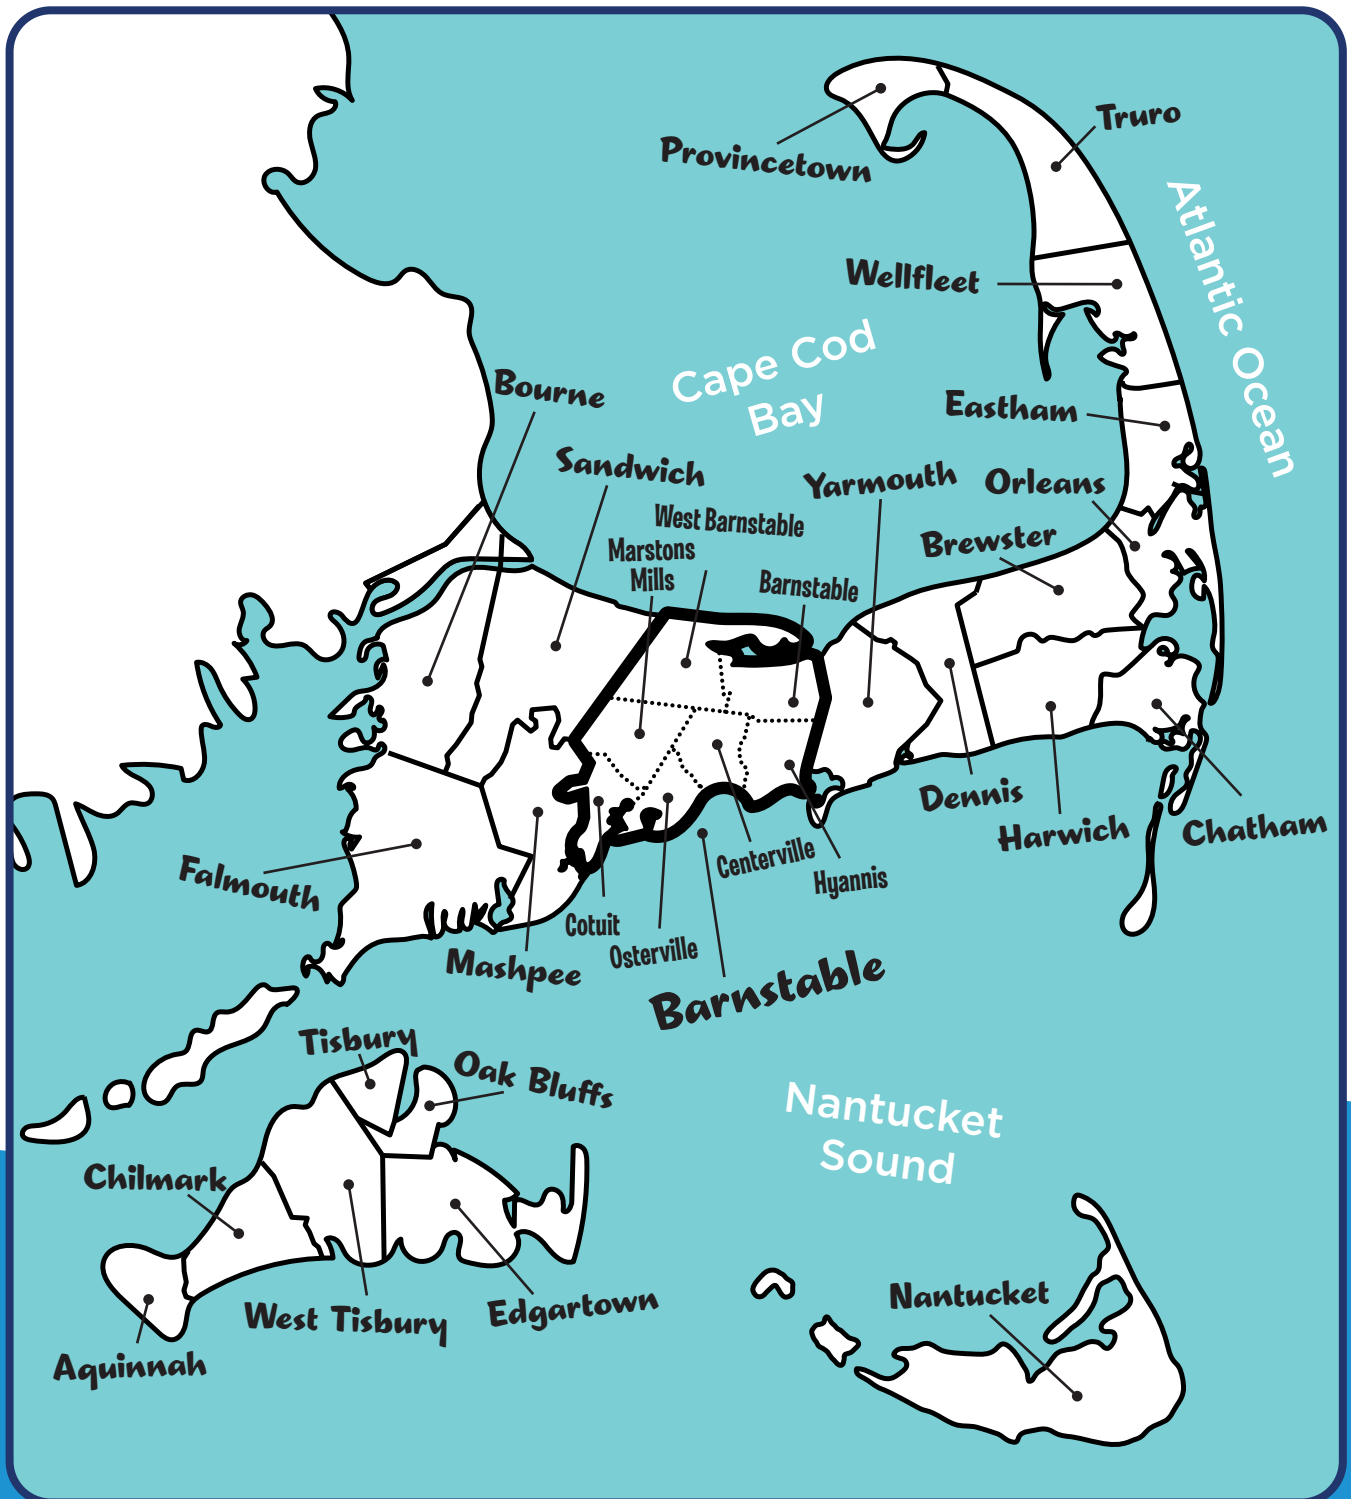 Truro
Provincetown
Atlantic Ocean
Wellfleet
Cape Cod
Bay
Bourne
Eastham
Sandwich
Yarmouth
Orleans
West Barnstable
Marstons
Mills
Brewster
Barnstable
Dennis
Harwich
Chatham
Falmouth
Centerville
Hyannis
Cotuit
Osterville
Mashpee
Barnstable
Tisbury
Oak Bluffs
Nantucket
Sound
Chilmark
West Tisbury
Edgartown
Nantucket
Aquinnah